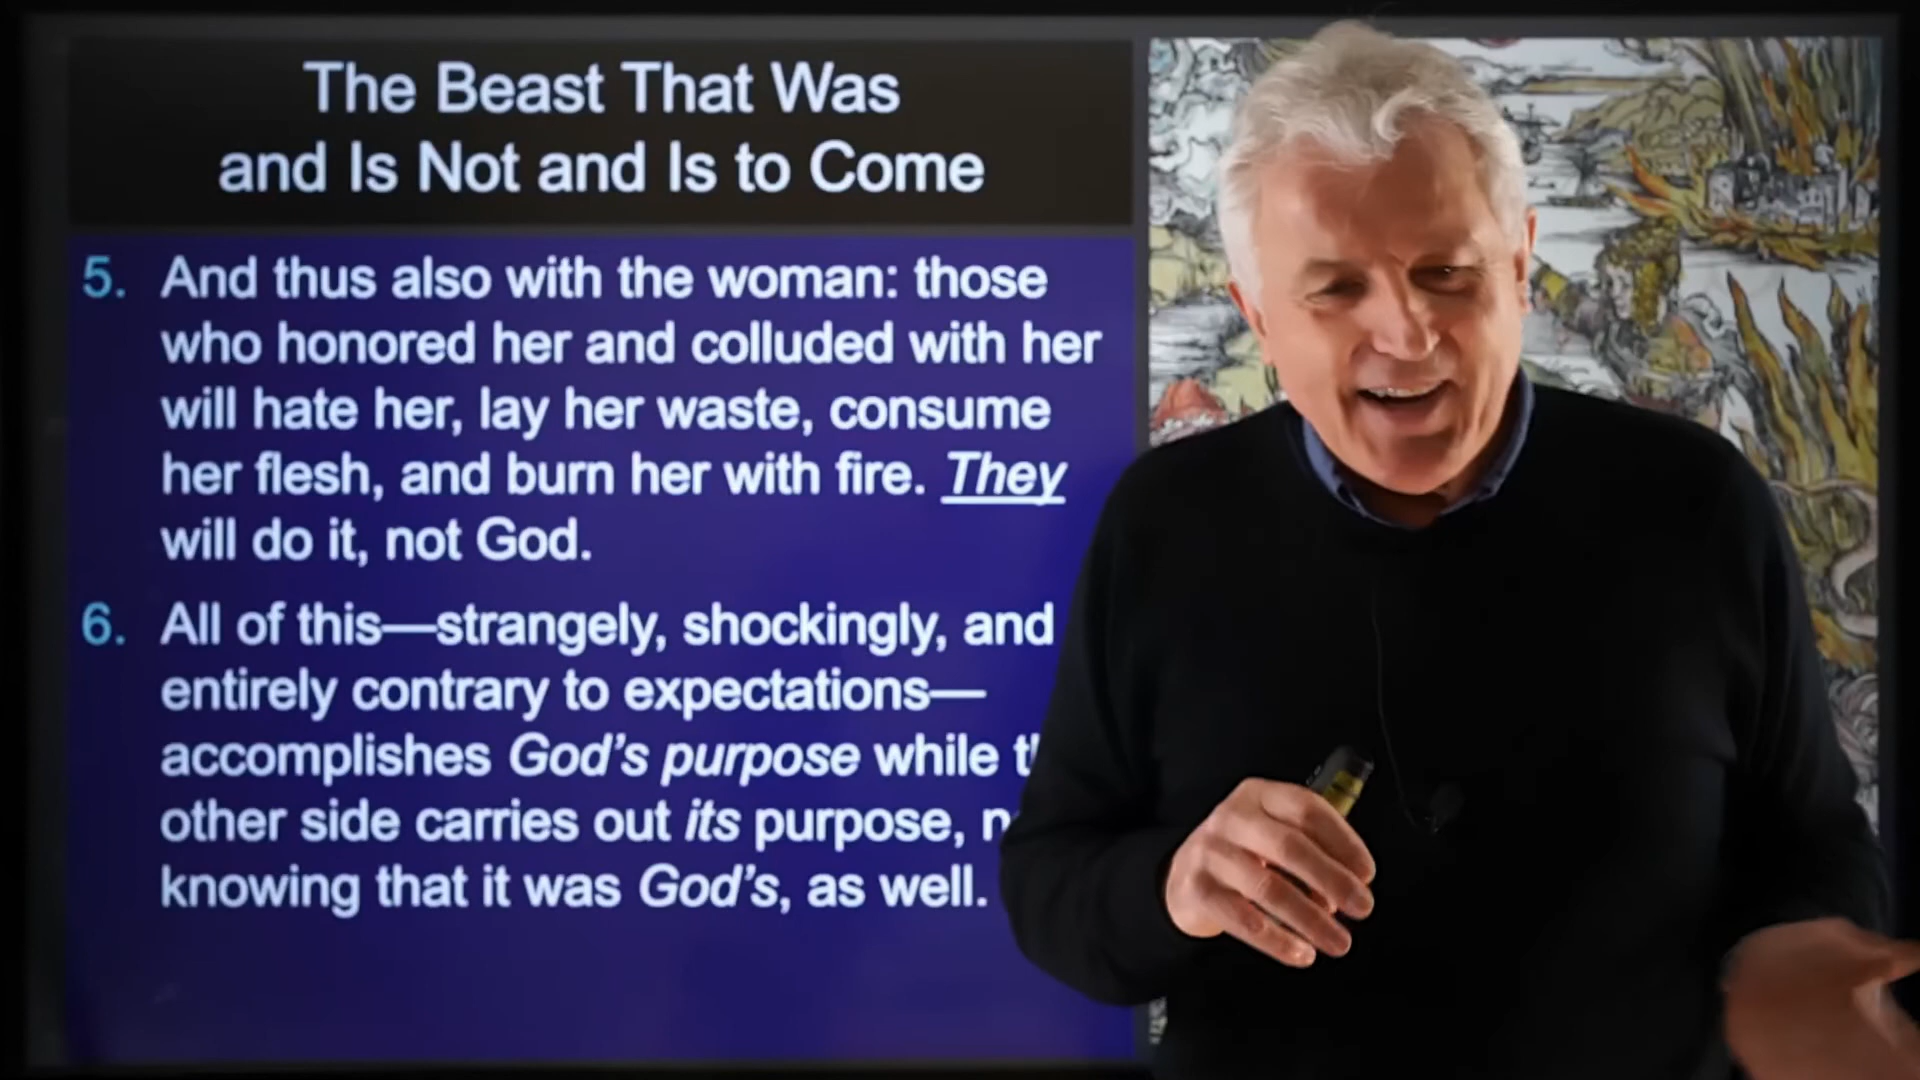 The Beast That Was
and Is Not and Is to Come
5. And thus also with the woman: those
who honored her and colluded with her
will hate her, lay her waste, consume
her flesh, and burn her with fire. They
will do it, not God.
6. All of this—strangely, shockingly, and
entirely contrary to expectations—
accomplishes God's purpose while
other side carries out its purpose,
knowing that it was God's, as well.